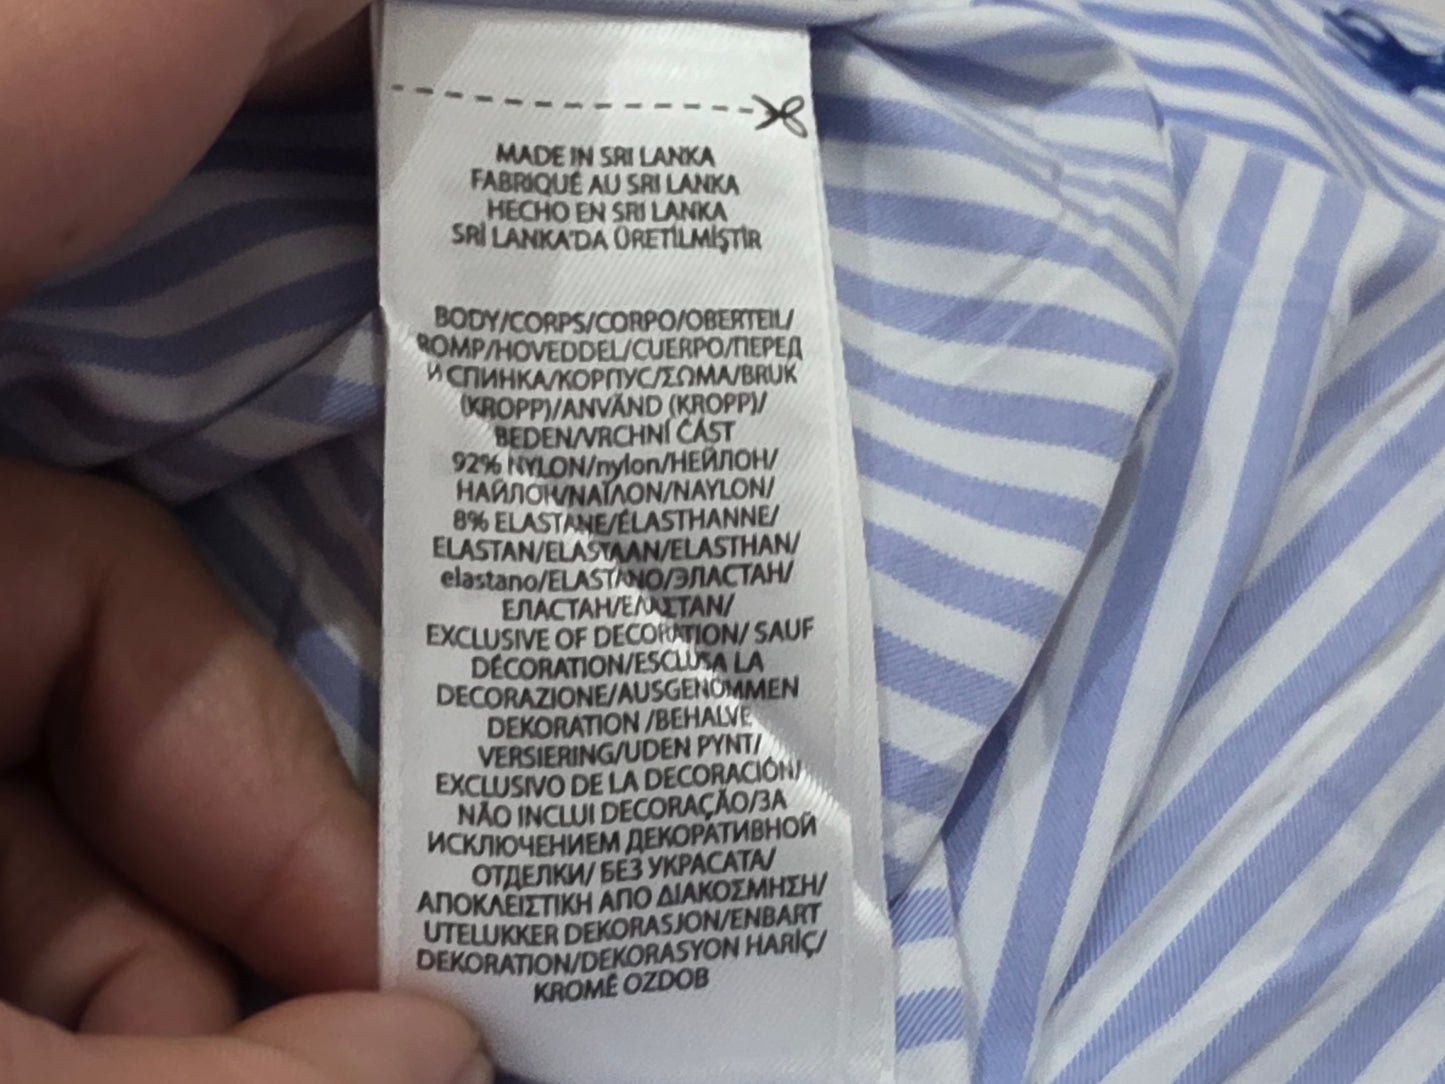 MADE IN SRI LANKA
FABRIQUÉ AU SRI LANKA
HECHO EN SRI LANKA
SRİ LANKA'DA ÜRETİLMİŞTİR
BODY/CORPS/CORPO/OBERTEIL/
ROMP/HOVEDDEL/CUERPO/ПЕРЕД
И СПИНКА/КОРПУС/ΣΩΜΑ/BRUK
(KROPP)/ANVÄND (KROPP)/
BEDEN/VRCHNÍ ČÁST
92% NYLON/nylon/НЕЙЛОН/
НАЙЛОН/ΝΑΪΛΟΝ/NAYLON/
8% ELASTANE/ÉLASTHANNE/
ELASTAN/ELASTAAN/ELASTHAN/
elastano/ELASTANO/ЭЛАСТАН/
ЕЛАСТАН/ΕΛΑΣΤΑΝ/
EXCLUSIVE OF DECORATION/ SAUF
DÉCORATION/ESCLUSA LA
DECORAZIONE/AUSGENOMMEN
DEKORATION /BEHALVE
VERSIERING/UDEN PYNT/
EXCLUSIVO DE LA DECORACIÓN/
NÃO INCLUI DECORAÇÃO/ЗА
ИСКЛЮЧЕНИЕМ ДЕКОРАТИВНОЙ
ОТДЕЛКИ/ БЕЗ УКРАСАТА/
ΑΠΟΚΛΕΙΣΤΙΚΗ ΑΠΟ ΔΙΑΚΟΣΜΗΣΗ/
UTELUKKER DEKORASJON/ENBART
DEKORATION/DEKORASYON HARİÇ/
KROMĚ OZDOB